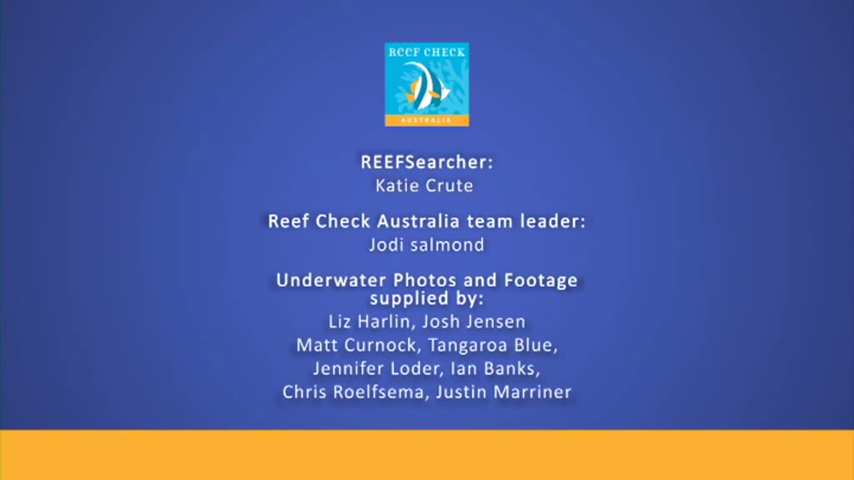 REEF CHECK
AUSTRALIA
REEFSearcher:
Katie Crute
Reef Check Australia team leader:
Jodi salmond
Underwater Photos and Footage
supplied by:
Liz Harlin, Josh Jensen
Matt Curnock, Tangaroa Blue,
Jennifer Loder, Ian Banks,
Chris Roelfsema, Justin Marriner